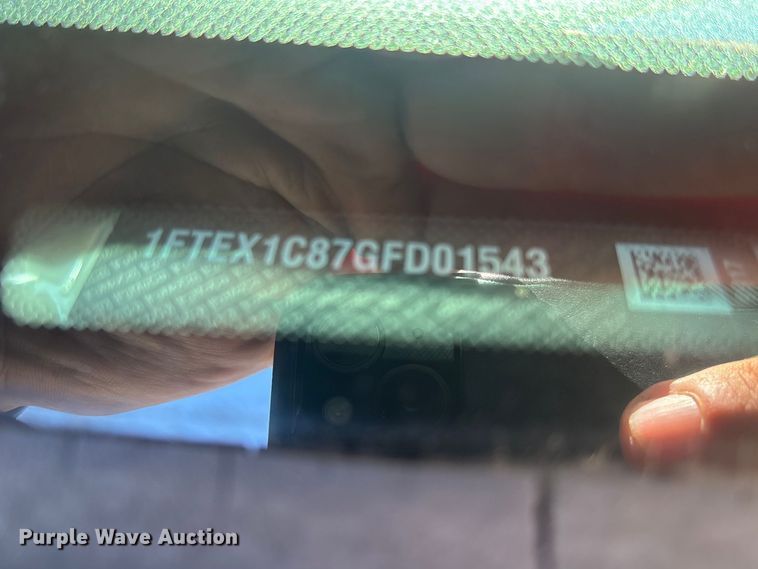 1FTEX1C87GFD01543
Purple Wave Auction